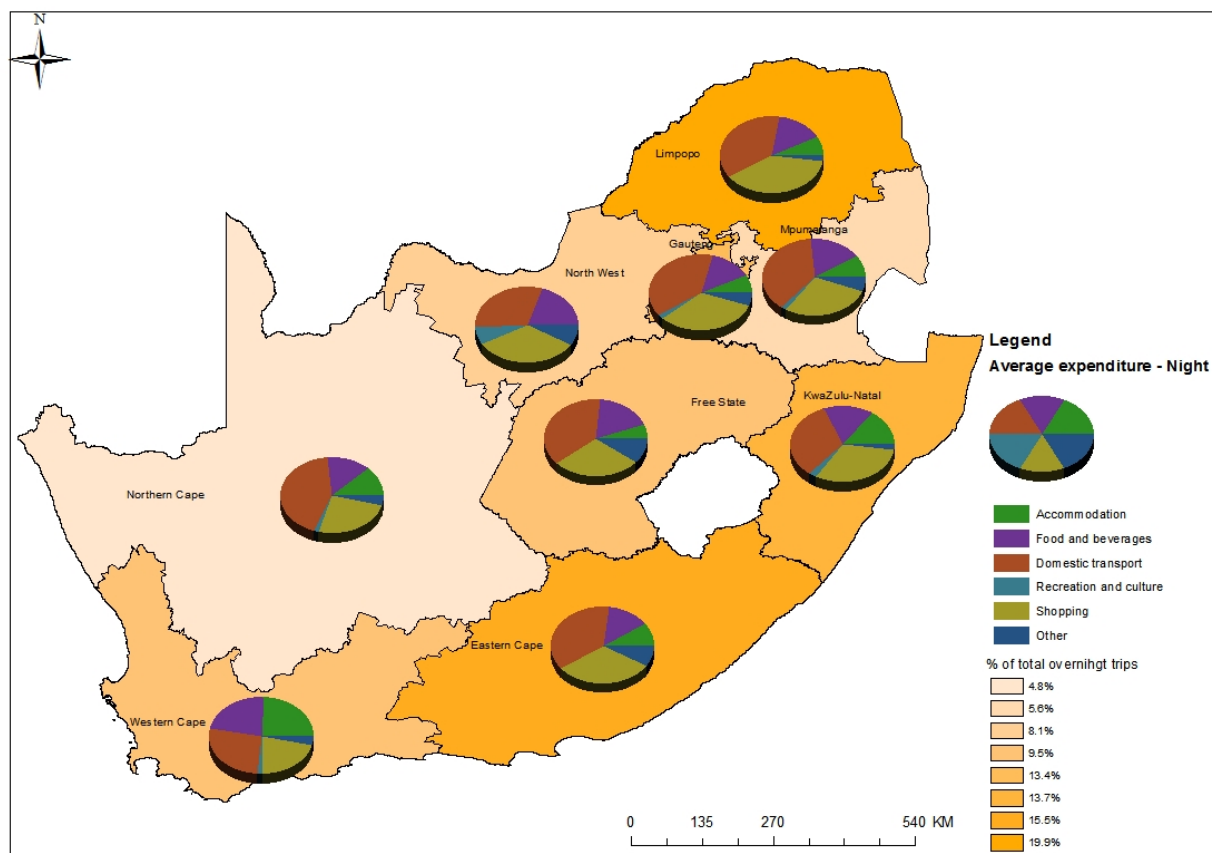 N
Limpopo
Mpumalanga
Gauteng
North West
Legend
Average expenditure - Night
Free State
KwaZulu-Natal
Northern Cape
Accommodation
Food and beverages
Domestic transport
Recreation and culture
Shopping
Other
Eastern Cape
% of total overnihgt trips
4.8%
5.6%
8.1%
9.5%
13.4%
13.7%
15.5%
19.9%
Western Cape
0 135 270 540 KM